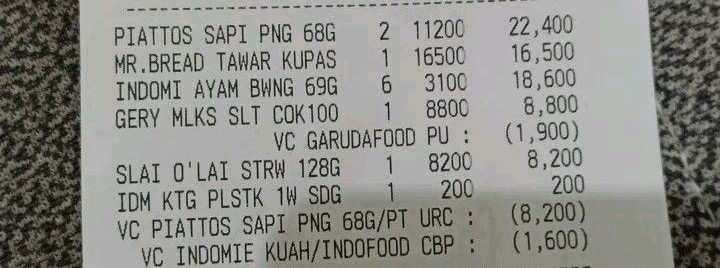 PIATTOS SAPI PNG 68G 2 11200 22,400
MR.BREAD TAWAR KUPAS 1 16500 16,500
INDOMI AYAM BWNG 69G 6 3100 18,600
GERY MLKS SLT COK100 1 8800 8,800
VC GARUDAFOOD PU : (1,900)
SLAI O'LAI STRW 128G 1 8200 8,200
IDM KTG PLSTK 1W SDG 1 200 200
VC PIATTOS SAPI PNG 68G/PT URC : (8,200)
VC INDOMIE KUAH/INDOFOOD CBP : (1,600)